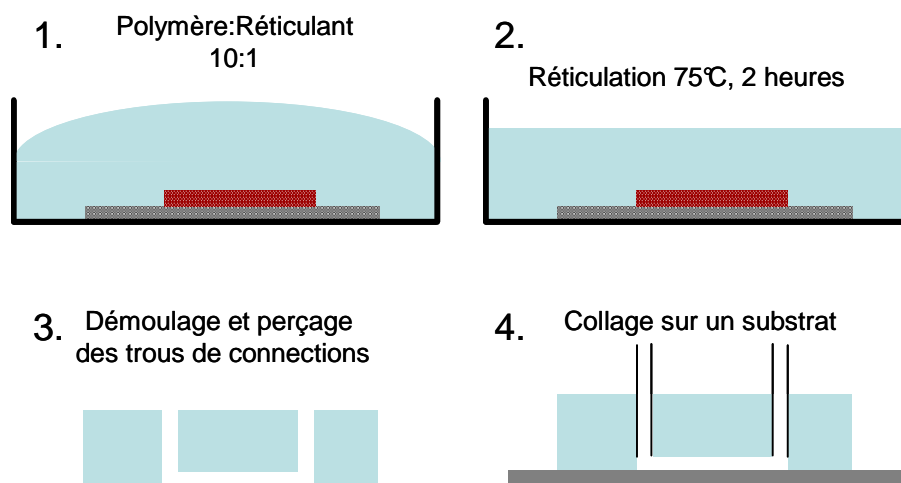 1. Polymère:Réticulant
10:1
2.
Réticulation 75°C, 2 heures
3. Démoulage et perçage
des trous de connections
4. Collage sur un substrat